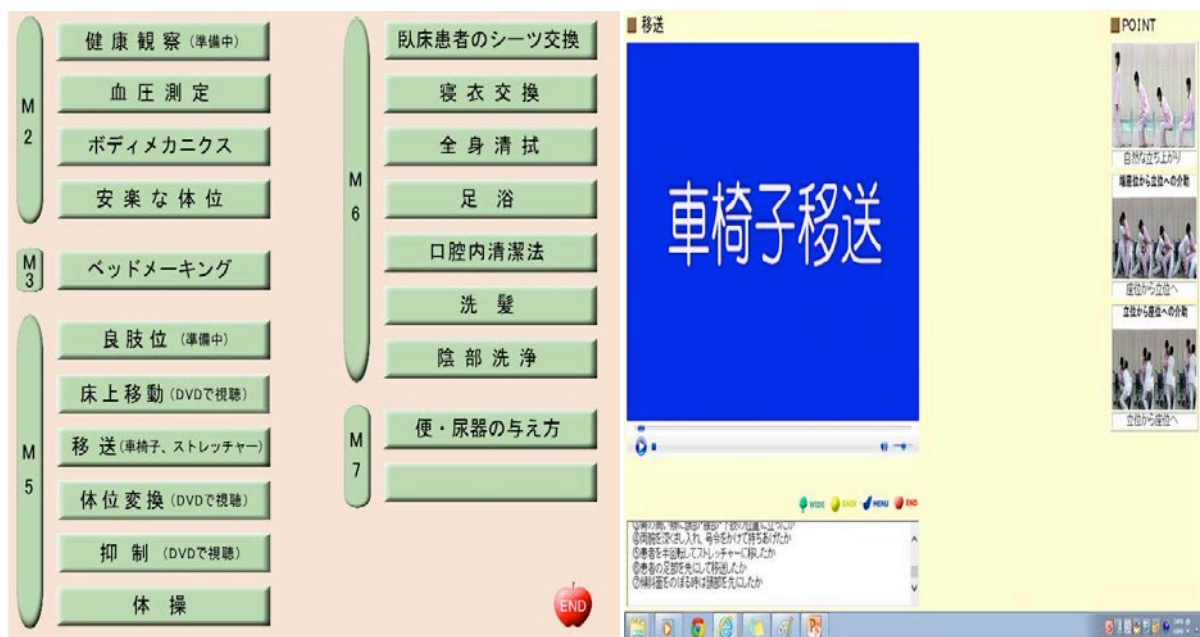 M2
健康観察(準備中)
血圧測定
ボディメカニクス
安楽な体位
M3
ベッドメーキング
M5
良肢位(準備中)
床上移動(DVDで視聴)
移送(車椅子、ストレッチャー)
体位変換(DVDで視聴)
抑制(DVDで視聴)
体操
M6
臥床患者のシーツ交換
寝衣交換
全身清拭
足浴
口腔内清潔法
洗髪
陰部洗浄
M7
便・尿器の与え方
END
移送
車椅子移送
WIDE BACK MENU END
④両腕を深くさし入れ、号令をかけて持ちあげたか
⑤患者を半回転してストレッチャーに移したか
⑥患者の足部を先にして移送したか
⑦傾斜面をのぼる時は頭部を先にしたか
POINT
自然な立ち上がり
端座位から立位への介助
座位から立位へ
立位から座位への介助
立位から座位へ